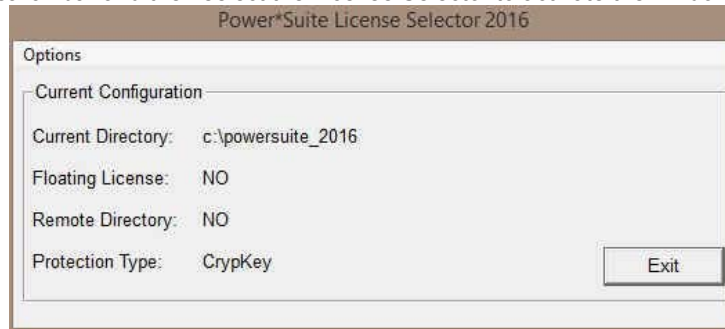 Power*Suite License Selector 2016
Options
Current Configuration
Current Directory: c:\powersuite_2016
Floating License: NO
Remote Directory: NO
Protection Type: CrypKey
Exit